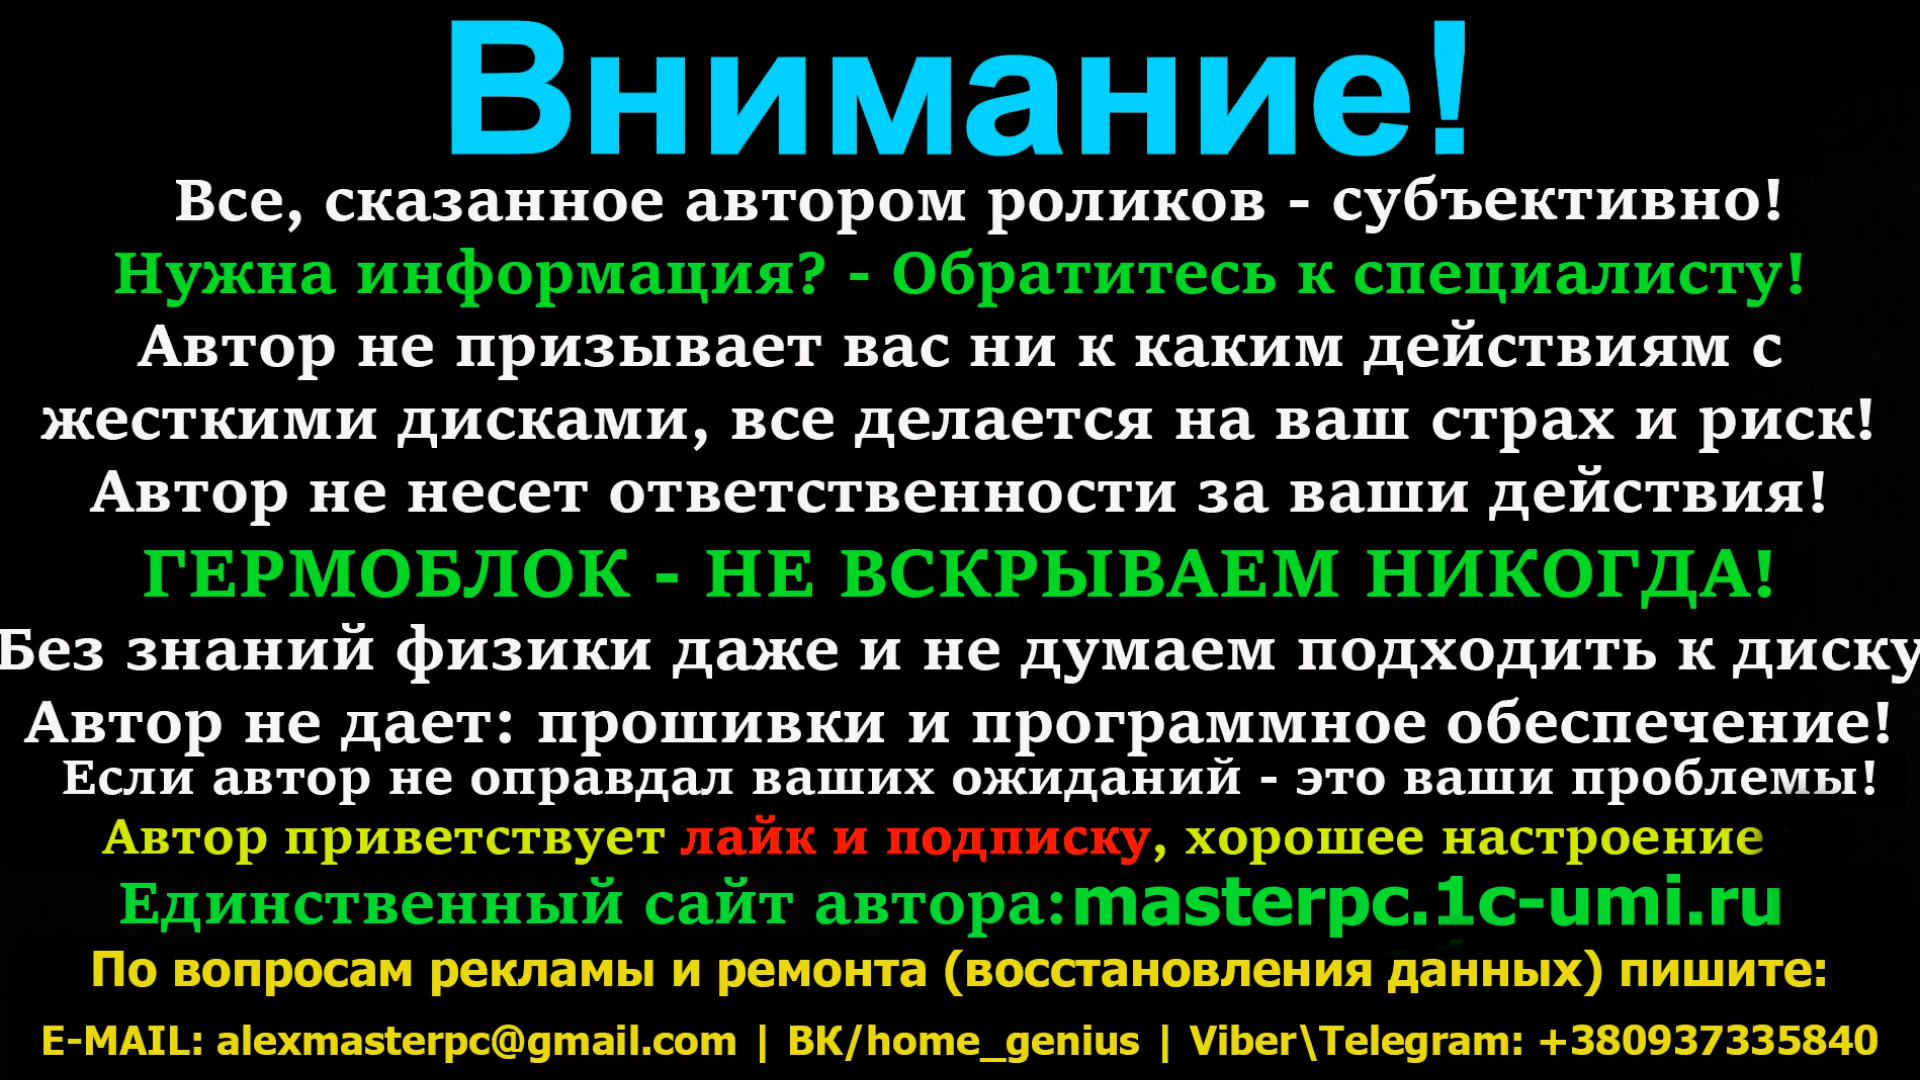 Внимание!
Все, сказанное автором роликов - субъективно!
Нужна информация? - Обратитесь к специалисту!
Автор не призывает вас ни к каким действиям с
жесткими дисками, все делается на ваш страх и риск!
Автор не несет ответственности за ваши действия!
ГЕРМОБЛОК - НЕ ВСКРЫВАЕМ НИКОГДА!
Без знаний физики даже и не думаем подходить к диску
Автор не дает: прошивки и программное обеспечение!
Если автор не оправдал ваших ожиданий - это ваши проблемы!
Автор приветствует лайк и подписку, хорошее настроение
Единственный сайт автора:masterpc.1c-umi.ru
По вопросам рекламы и ремонта (восстановления данных) пишите:
E-MAIL: alexmasterpc@gmail.com | ВК/home_genius | Viber\Telegram: +380937335840